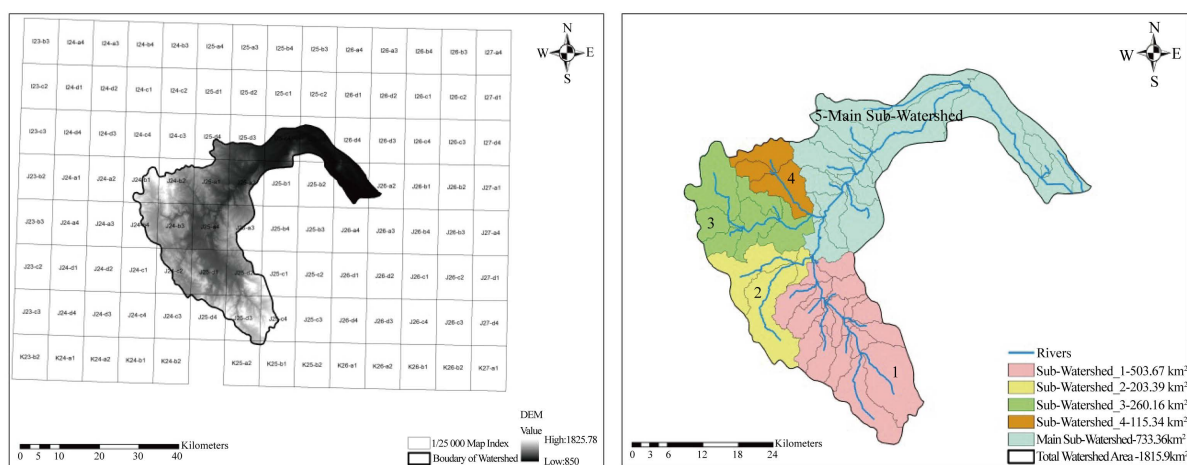 N
W E
S
I23-b3 I24-a4 I24-a3 I24-b4 I24-b3 I25-a4 I25-a3 I25-b4 I25-b3 I26-a4 I26-a3 I26-b4 I26-b3 I27-a4
I23-c2 I24-d1 I24-d2 I24-c1 I24-c2 I25-d1 I25-d2 I25-c1 I25-c2 I26-d1 I26-d2 I26-c1 I26-c2 I27-d1
I23-c3 I24-d4 I24-d3 I24-c4 I24-c3 I25-d4 I25-d3 I26-d4 I26-d3 I26-c4 I26-c3 I27-d4
J23-b2 J24-a1 J24-a2 J24-b1 J24-b2 J25-b1 J25-b2 J26-a2 J26-b1 J26-b2 J27-a1
J23-b3 J24-a4 J24-a3 J24-b3 J25-a4 J25-b4 J25-b3 J26-a4 J26-a3 J26-b4 J26-b3 J27-a4
J23-c2 J24-d1 J24-d2 J24-c1 J24-c2 J25-c1 J25-c2 J26-d1 J26-d2 J26-c1 J26-c2 J27-d1
J23-c3 J24-d4 J24-d3 J24-c4 J24-c3 J25-d4 J25-d3 J25-c4 J25-c3 J26-d4 J26-d3 J26-c4 J26-c3 J27-d4
K23-b2 K24-a1 K24-a2 K24-b1 K24-b2 K25-a2 K25-b1 K25-b2 K26-a1 K26-a2 K26-b1 K26-b2 K27-a1
Kilometers
0 5 10 20 30 40
1/25 000 Map Index
Boudary of Watershed
DEM
Value
High:1825.78
Low:850
N
W E
S
5-Main Sub-Watershed
4
3
2
1
Rivers
Sub-Watershed_1-503.67 km²
Sub-Watershed_2-203.39 km²
Sub-Watershed_3-260.16 km²
Sub-Watershed_4-115.34 km²
Main Sub-Watershed-733.36km²
Total Watershed Area -1815.9km²
Kilometers
0 3 6 12 18 24